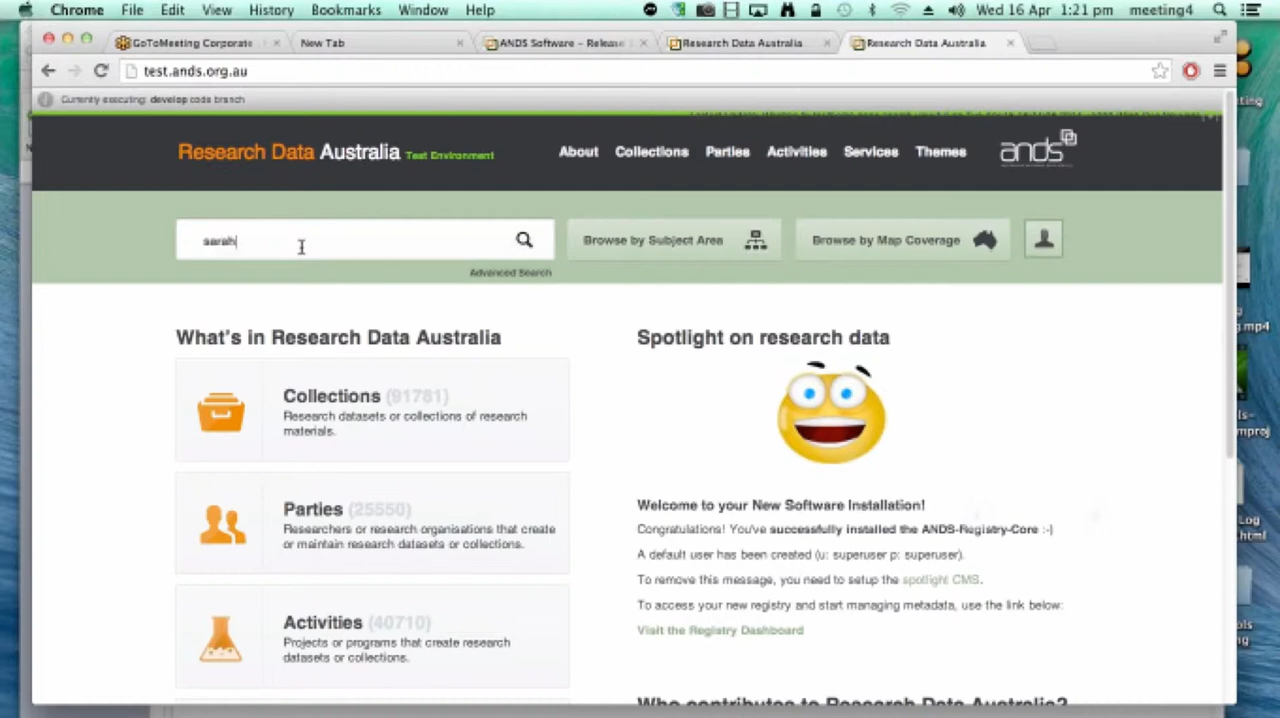 Chrome File Edit View History Bookmarks Window Help Wed 16 Apr 1:21 pm meeting4
GoToMeeting Corporate New Tab ANDS Software – Release Research Data Australia Research Data Australia
test.ands.org.au
Currently executing: develop code branch
Research Data Australia Test Environment About Collections Parties Activities Services Themes ands
sarah Browse by Subject Area Browse by Map Coverage
Advanced Search
What's in Research Data Australia
Collections (91781)
Research datasets or collections of research
materials.
Parties (25550)
Researchers or research organisations that create
or maintain research datasets or collections.
Activities (40710)
Projects or programs that create research
datasets or collections.
Spotlight on research data
Welcome to your New Software Installation!
Congratulations! You've successfully installed the ANDS-Registry-Core :-)
A default user has been created (u: superuser p: superuser).
To remove this message, you need to setup the spotlight CMS.
To access your new registry and start managing metadata, use the link below:
Visit the Registry Dashboard
Who contributes to Research Data Australia?